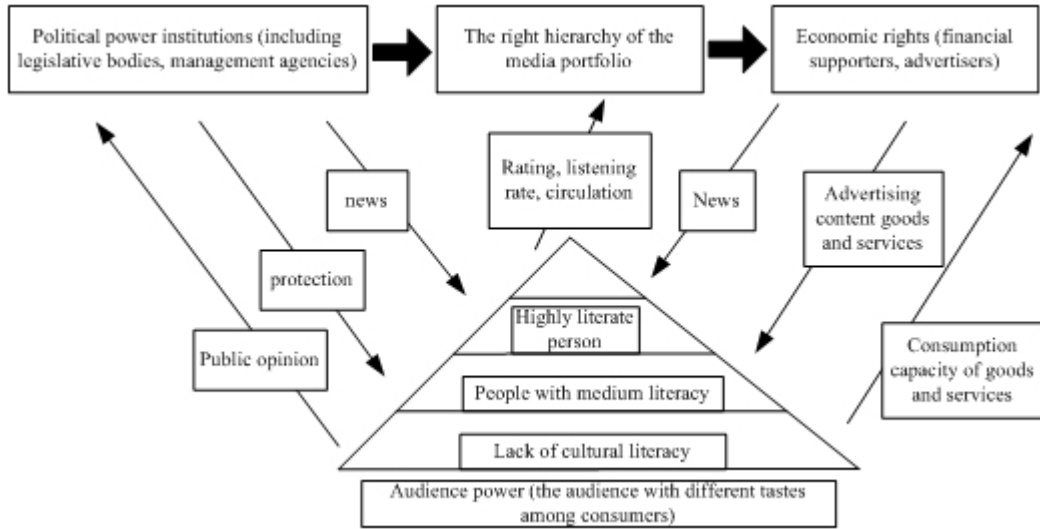 Political power institutions (including
legislative bodies, management agencies)
The right hierarchy of the
media portfolio
Economic rights (financial
supporters, advertisers)
Rating, listening
rate, circulation
news
News
Advertising
content goods
and services
protection
Public opinion
Consumption
capacity of goods
and services
Highly literate
person
People with medium literacy
Lack of cultural literacy
Audience power (the audience with different tastes
among consumers)